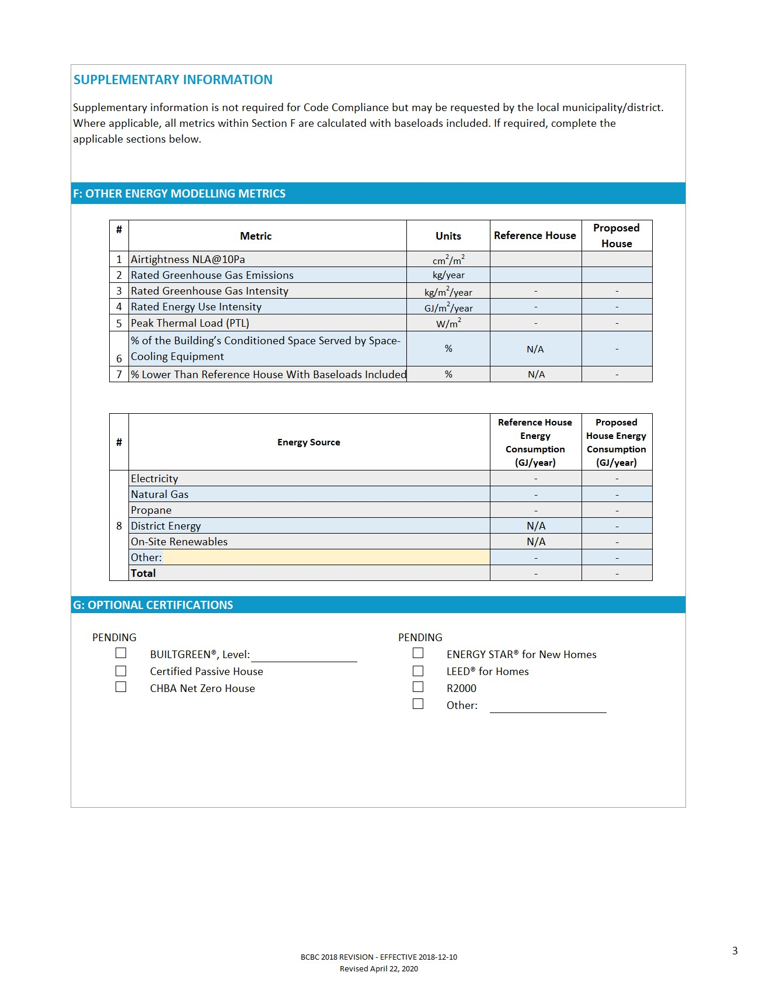 SUPPLEMENTARY INFORMATION
Supplementary information is not required for Code Compliance but may be requested by the local municipality/district.
Where applicable, all metrics within Section F are calculated with baseloads included. If required, complete the
applicable sections below.
F: OTHER ENERGY MODELLING METRICS
# Metric Units Reference House Proposed House
1 Airtightness NLA@10Pa cm²/m²
2 Rated Greenhouse Gas Emissions kg/year
3 Rated Greenhouse Gas Intensity kg/m²/year - -
4 Rated Energy Use Intensity GJ/m²/year - -
5 Peak Thermal Load (PTL) W/m² - -
6 % of the Building’s Conditioned Space Served by Space-
Cooling Equipment % N/A -
7 % Lower Than Reference House With Baseloads Included % N/A -
# Energy Source Reference House Energy Consumption (GJ/year) Proposed House Energy Consumption (GJ/year)
Electricity - -
Natural Gas - -
Propane - -
8 District Energy N/A -
On-Site Renewables N/A -
Other: - -
Total - -
G: OPTIONAL CERTIFICATIONS
PENDING PENDING
BUILTGREEN®, Level: ENERGY STAR® for New Homes
Certified Passive House LEED® for Homes
CHBA Net Zero House R2000
Other:
BCBC 2018 REVISION - EFFECTIVE 2018-12-10
Revised April 22, 2020
3